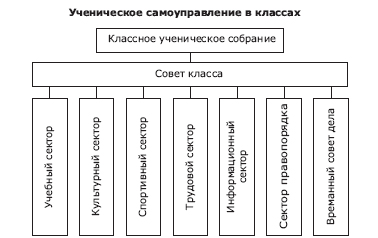 Ученическое самоуправление в классах
Классное ученическое собрание
Совет класса
Учебный сектор
Культурный сектор
Спортивный сектор
Трудовой сектор
Информационный
сектор
Сектор правопорядка
Времанный совет дела